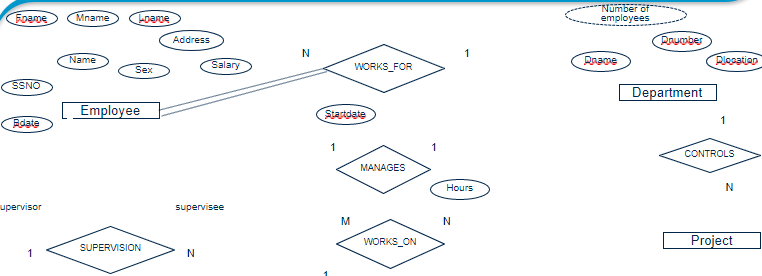 Fname Mname Lname
Number of
employees
Address
Dnumber
Name
Sex
Salary
N
WORKS_FOR
1
Dname
Dlocation
SSNO
Employee
Department
Bdate
Startdate
1
1
MANAGES
1
CONTROLS
Hours
N
upervisor
supervisee
M
N
SUPERVISION
1
N
WORKS_ON
Project
1